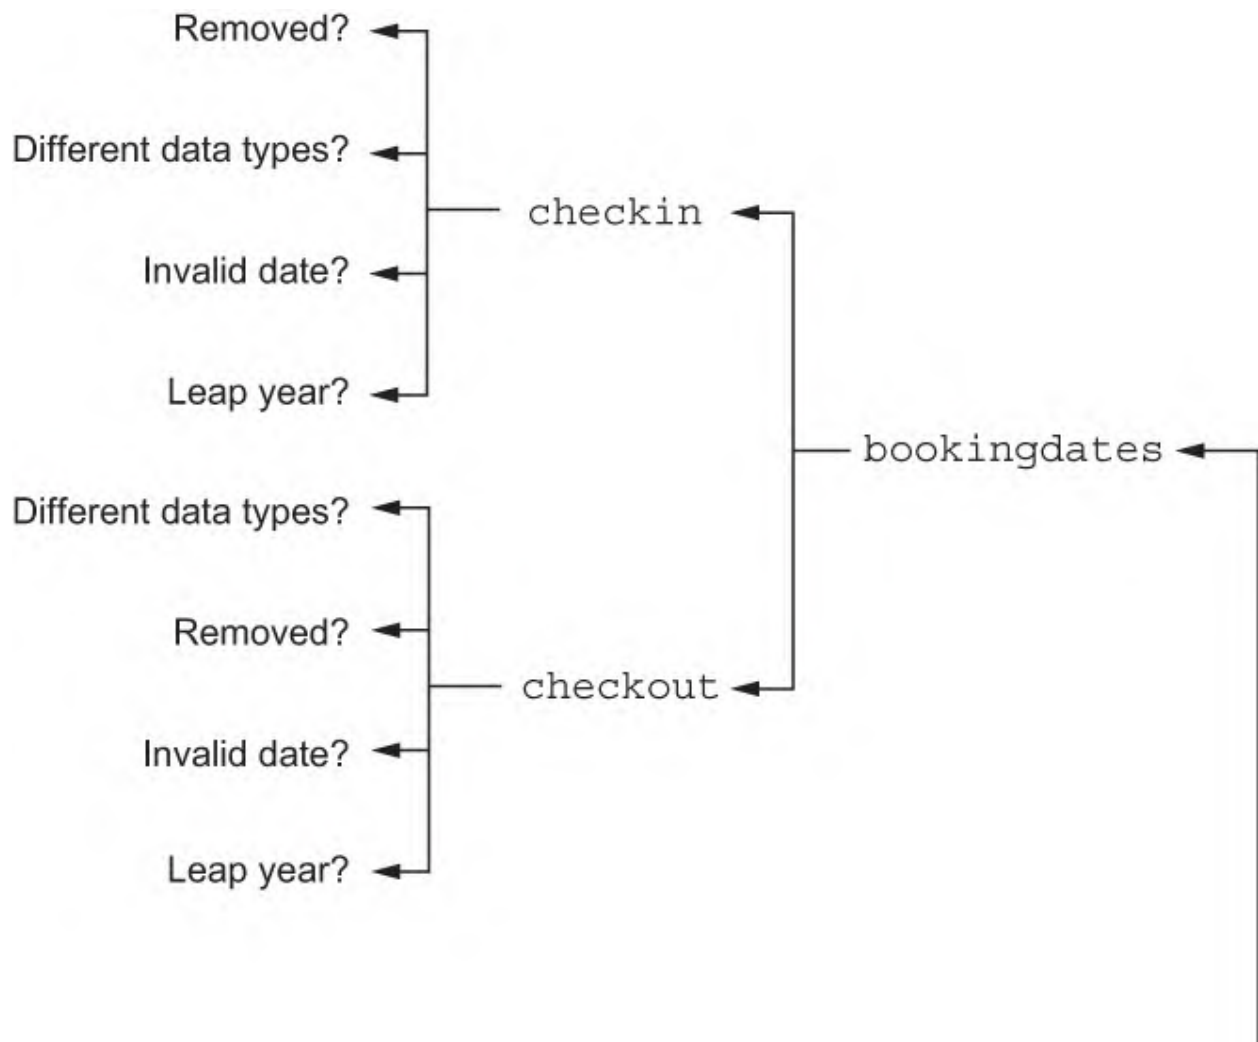 Removed?
Different data types?
checkin
Invalid date?
Leap year?
bookingdates
Different data types?
Removed?
checkout
Invalid date?
Leap year?